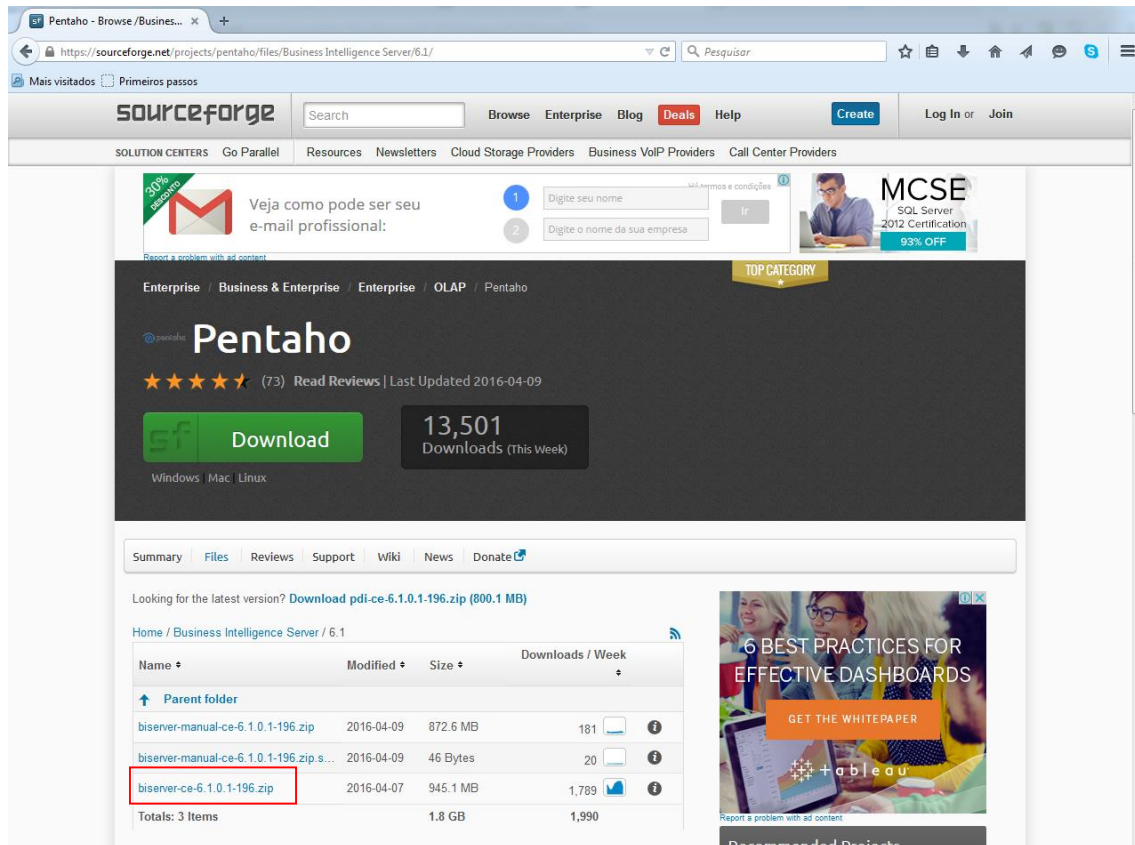 Pentaho - Browse /Busines... ×
https://sourceforge.net/projects/pentaho/files/Business Intelligence Server/6.1/
Pesquisar
Mais visitados Primeiros passos
sourceforge Search Browse Enterprise Blog Deals Help Create Log In or Join
SOLUTION CENTERS Go Parallel Resources Newsletters Cloud Storage Providers Business VoIP Providers Call Center Providers
30% DESCONTO
Veja como pode ser seu
e-mail profissional:
1 Digite seu nome
2 Digite o nome da sua empresa
termos e condições
Ir
MCSE
SQL Server
2012 Certification
93% OFF
Report a problem with ad content
TOP CATEGORY
Enterprise / Business & Enterprise / Enterprise / OLAP / Pentaho
pentaho Pentaho
(73) Read Reviews | Last Updated 2016-04-09
sf Download
13,501
Downloads (This Week)
Windows | Mac | Linux
Summary Files Reviews Support Wiki News Donate
Looking for the latest version? Download pdi-ce-6.1.0.1-196.zip (800.1 MB)
Home / Business Intelligence Server / 6.1
Name Modified Size Downloads / Week
Parent folder
biserver-manual-ce-6.1.0.1-196.zip 2016-04-09 872.6 MB 181
biserver-manual-ce-6.1.0.1-196.zip.s... 2016-04-09 46 Bytes 20
biserver-ce-6.1.0.1-196.zip 2016-04-07 945.1 MB 1,789
Totals: 3 Items 1.8 GB 1,990
6 BEST PRACTICES FOR
EFFECTIVE DASHBOARDS
GET THE WHITEPAPER
+ableau
Report a problem with ad content
Recommended Projects